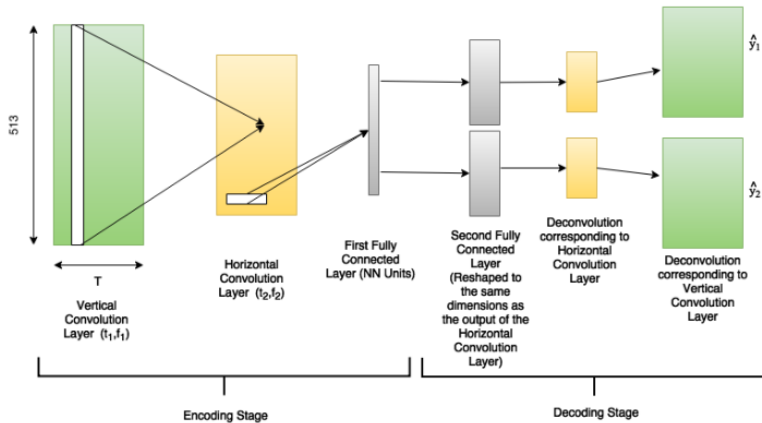 513
T
Vertical
Convolution
Layer (t₁,f₁)
Horizontal
Convolution
Layer (t₂,f₂)
First Fully
Connected
Layer (NN Units)
Second Fully
Connected
Layer
(Reshaped to
the same
dimensions as
the output of the
Horizontal
Convolution
Layer)
Deconvolution
corresponding to
Horizontal
Convolution
Layer
ŷ₁
ŷ₂
Deconvolution
corresponding to
Vertical
Convolution
Layer
Encoding Stage
Decoding Stage